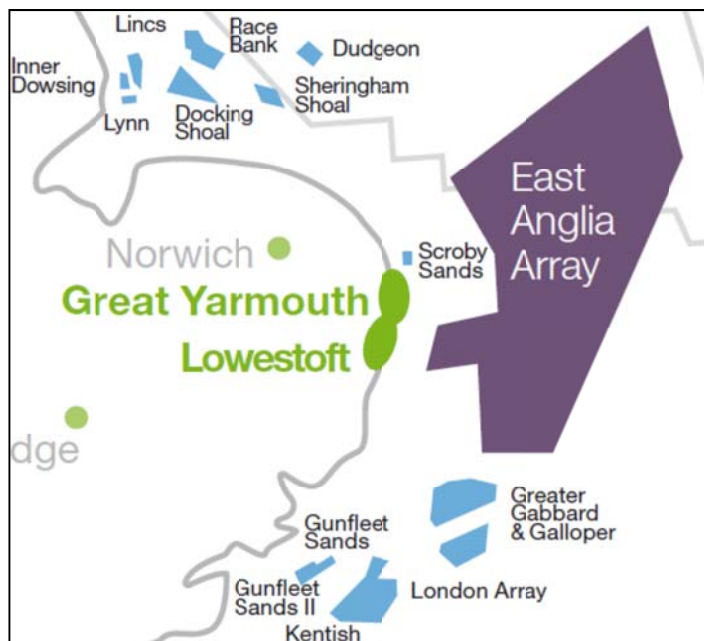 Lincs
Race
Bank
Dudgeon
Inner
Dowsing
Lynn
Docking
Shoal
Sheringham
Shoal
East
Anglia
Array
Norwich
Scroby
Sands
Great Yarmouth
Lowestoft
dge
Greater
Gabbard
& Galloper
Gunfleet
Sands
Gunfleet
Sands II
London Array
Kentish